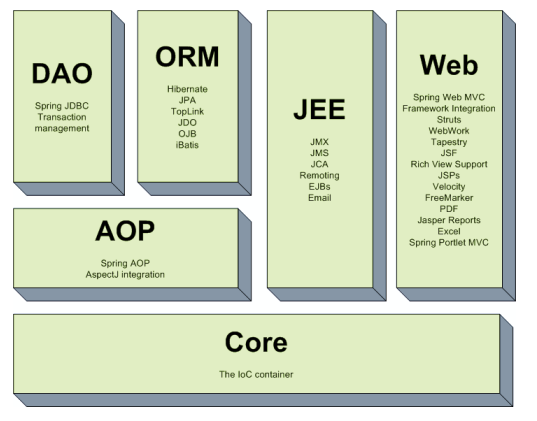 DAO
Spring JDBC
Transaction
management
ORM
Hibernate
JPA
TopLink
JDO
OJB
iBatis
JEE
JMX
JMS
JCA
Remoting
EJBs
Email
Web
Spring Web MVC
Framework Integration
Struts
WebWork
Tapestry
JSF
Rich View Support
JSPs
Velocity
FreeMarker
PDF
Jasper Reports
Excel
Spring Portlet MVC
AOP
Spring AOP
AspectJ integration
Core
The IoC container